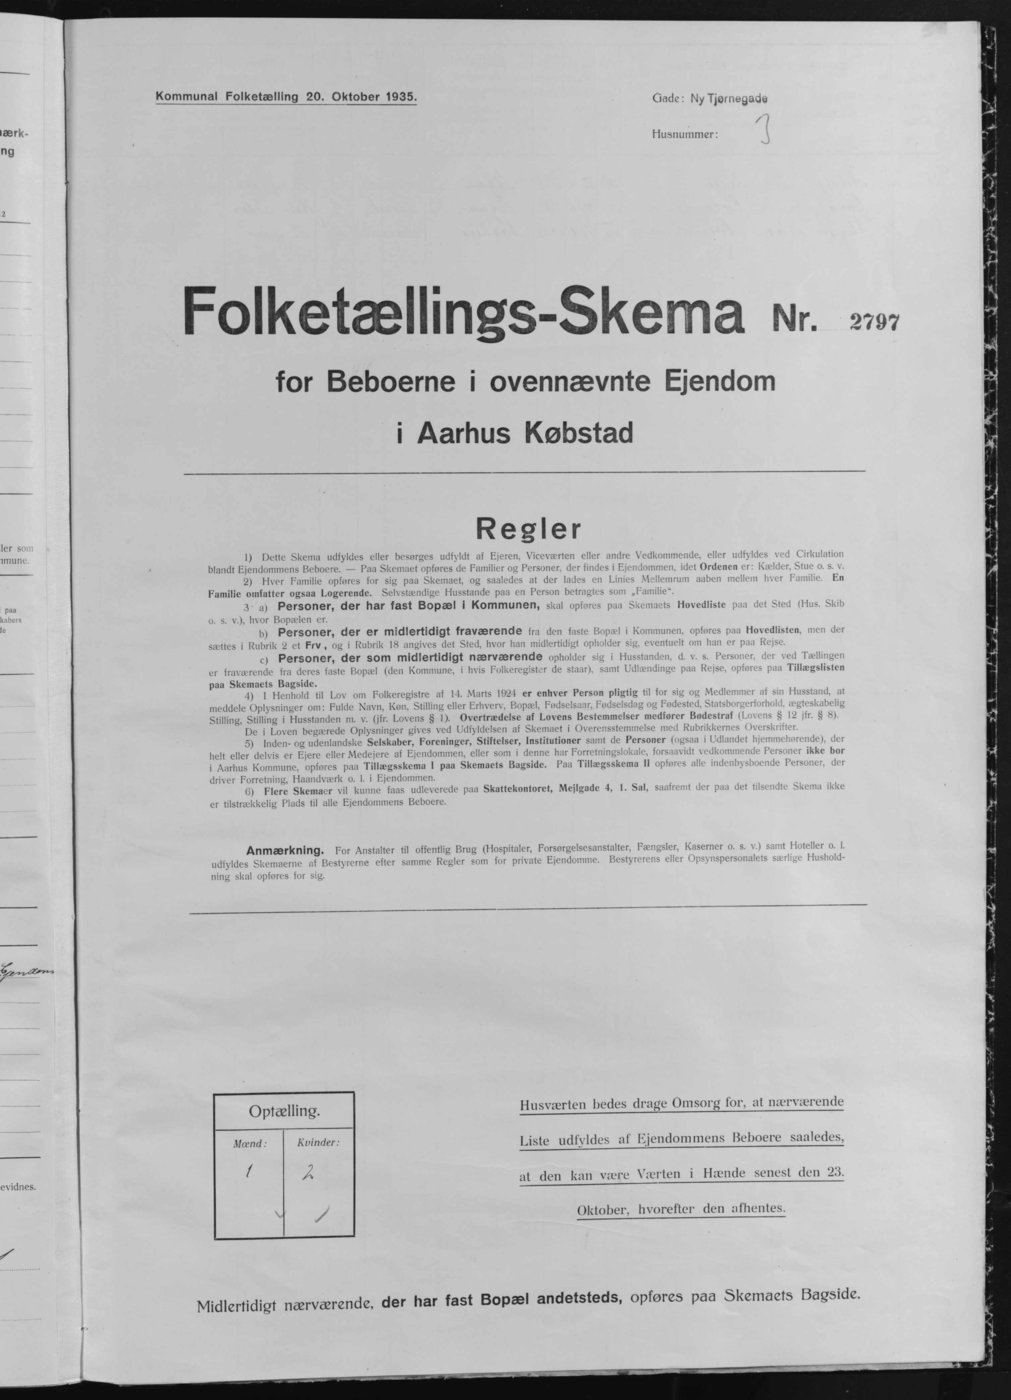 Kommunal Folketælling 20. Oktober 1935.
Gade: Ny Tjørnegade
Husnummer: 3
Folketællings-Skema Nr. 2797
for Beboerne i ovennævnte Ejendom
i Aarhus Købstad
Regler
1) Dette Skema udfyldes eller besørges udfyldt af Ejeren, Viceværten eller andre Vedkommende, eller udfyldes ved Cirkulation
blandt Ejendommens Beboere. — Paa Skemaet opføres de Familier og Personer, der findes i Ejendommen, idet Ordenen er: Kælder, Stue o. s. v.
2) Hver Familie opføres for sig paa Skemaet, og saaledes at der lades en Linies Mellemrum aaben mellem hver Familie. En
Familie omfatter ogsaa Logerende. Selvstændige Husstande paa en Person betragtes som „Familie“.
3 a) Personer, der har fast Bopæl i Kommunen, skal opføres paa Skemaets Hovedliste paa det Sted (Hus, Skib
o. s. v.), hvor Bopælen er.
b) Personer, der er midlertidigt fraværende fra den faste Bopæl i Kommunen, opføres paa Hovedlisten, men der
sættes i Rubrik 2 et Frv, og i Rubrik 18 angives det Sted, hvor han midlertidigt opholder sig, eventuelt om han er paa Rejse.
c) Personer, der som midlertidigt nærværende opholder sig i Husstanden, d. v. s. Personer, der ved Tællingen
er fraværende fra deres faste Bopæl (den Kommune, i hvis Folkeregister de staar), samt Udlændinge paa Rejse, opføres paa Tillægslisten
paa Skemaets Bagside.
4) I Henhold til Lov om Folkeregistre af 14. Marts 1924 er enhver Person pligtig til for sig og Medlemmer af sin Husstand, at
meddele Oplysninger om: Fulde Navn, Køn, Stilling eller Erhverv, Bopæl, Fødselsaar, Fødselsdag og Fødested, Statsborgerforhold, ægteskabelig
Stilling, Stilling i Husstanden m. v. (jfr. Lovens § 1). Overtrædelse af Lovens Bestemmelser medfører Bødestraf (Lovens § 12 jfr. § 8).
De i Loven begærede Oplysninger gives ved Udfyldelsen af Skemaet i Overensstemmelse med Rubrikkernes Overskrifter.
5) Inden- og udenlandske Selskaber, Foreninger, Stiftelser, Institutioner samt de Personer (ogsaa i Udlandet hjemmehørende), der
helt eller delvis er Ejere eller Medejere af Ejendommen, eller som i denne har Forretningslokale, forsaavidt vedkommende Personer ikke bor
i Aarhus Kommune, opføres paa Tillægsskema I paa Skemaets Bagside. Paa Tillægsskema II opføres alle indenbysboende Personer, der
driver Forretning, Haandværk o. l. i Ejendommen.
6) Flere Skemaer vil kunne faas udleverede paa Skattekontoret, Mejlgade 4, 1. Sal, saafremt der paa det tilsendte Skema ikke
er tilstrækkelig Plads til alle Ejendommens Beboere.
Anmærkning. For Anstalter til offentlig Brug (Hospitaler, Forsørgelsesanstalter, Fængsler, Kaserner o. s. v.) samt Hoteller o. l.
udfyldes Skemaerne af Bestyrerne efter samme Regler som for private Ejendomme. Bestyrerens eller Opsynspersonalets særlige Hushold-
ning skal opføres for sig.
Optælling.
Mænd: Kvinder:
1 2
Husværten bedes drage Omsorg for, at nærværende
Liste udfyldes af Ejendommens Beboere saaledes,
at den kan være Værten i Hænde senest den 23.
Oktober, hvorefter den afhentes.
Midlertidigt nærværende, der har fast Bopæl andetsteds, opføres paa Skemaets Bagside.